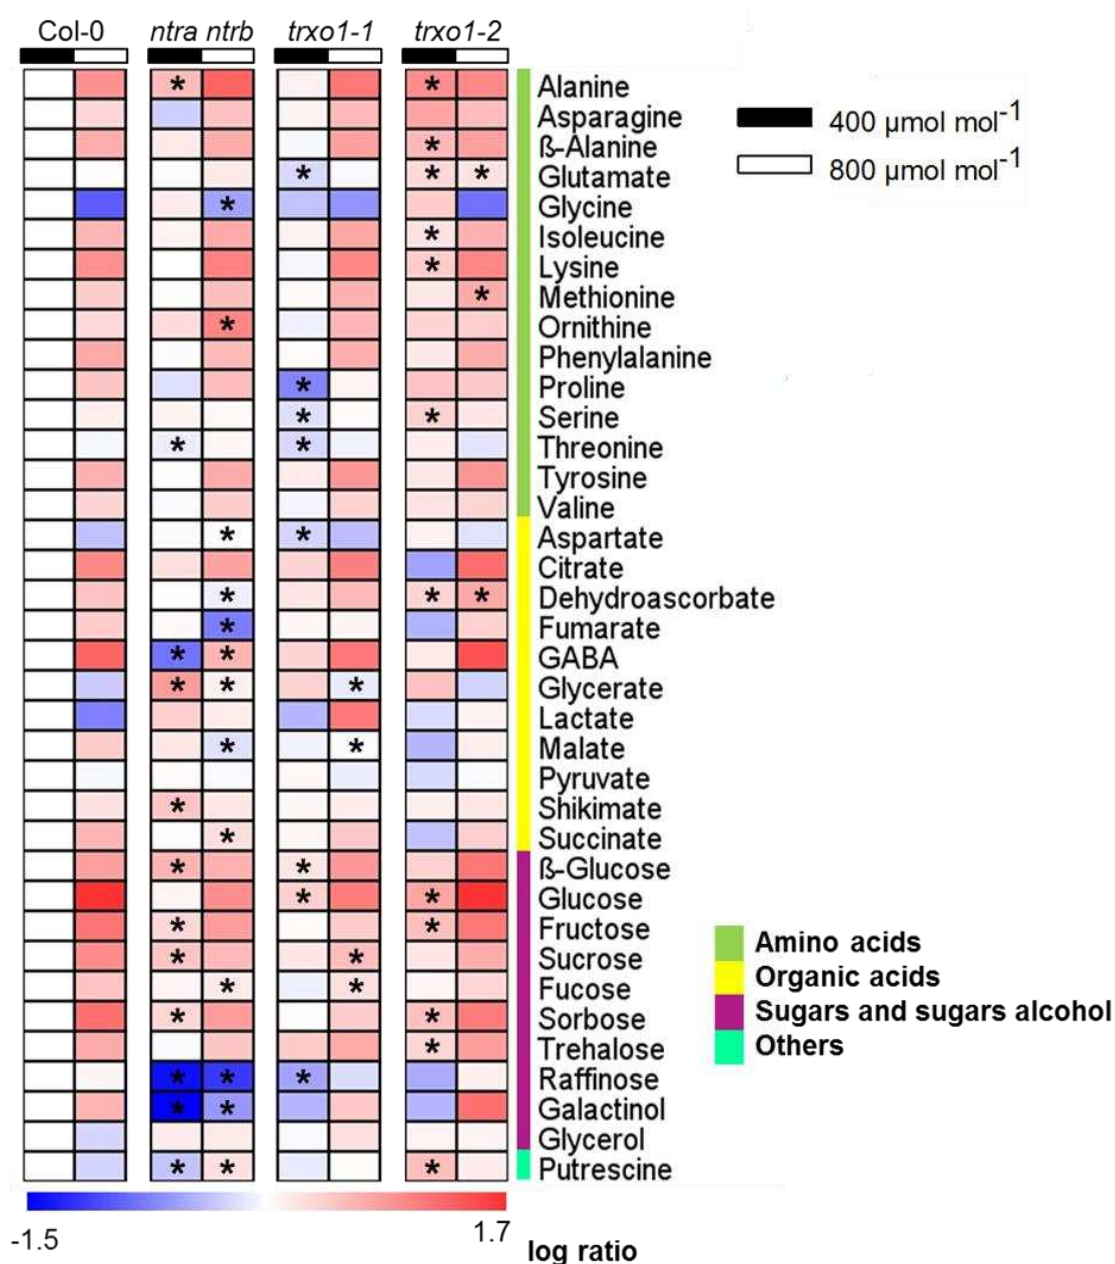 Col-0 ntra ntrb trxo1-1 trxo1-2
* * Alanine
Asparagine
* ß-Alanine
* * * Glutamate
* Glycine
* Isoleucine
* Lysine
* Methionine
* Ornithine
Phenylalanine
* Proline
* * Serine
* * Threonine
Tyrosine
Valine
* * Aspartate
Citrate
* * * Dehydroascorbate
* Fumarate
* * GABA
* * * Glycerate
Lactate
* * Malate
Pyruvate
* Shikimate
* Succinate
* * ß-Glucose
* * Glucose
* * Fructose
* * Sucrose
* * Fucose
* * Sorbose
* Trehalose
* * * Raffinose
* * Galactinol
Glycerol
* * * Putrescine
400 µmol mol-1
800 µmol mol-1
Amino acids
Organic acids
Sugars and sugars alcohol
Others
-1.5 1.7
log ratio